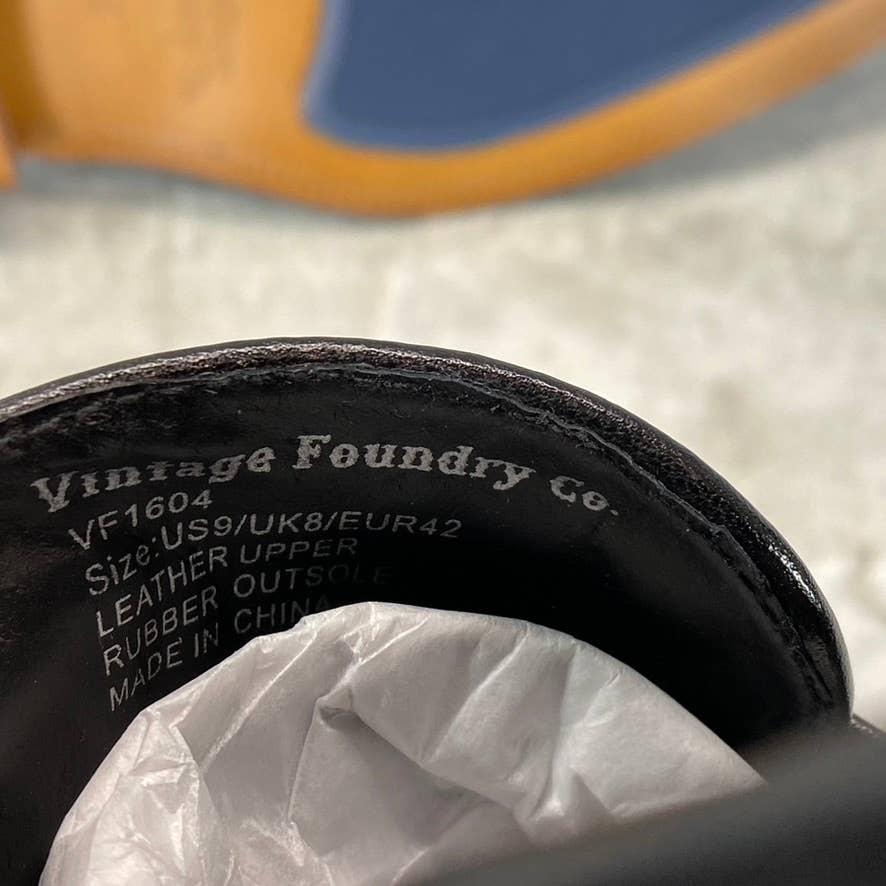 Vintage Foundry Co.
VF1604
Size:US9/UK8/EUR42
LEATHER UPPER
RUBBER OUTSOLE
MADE IN CHINA